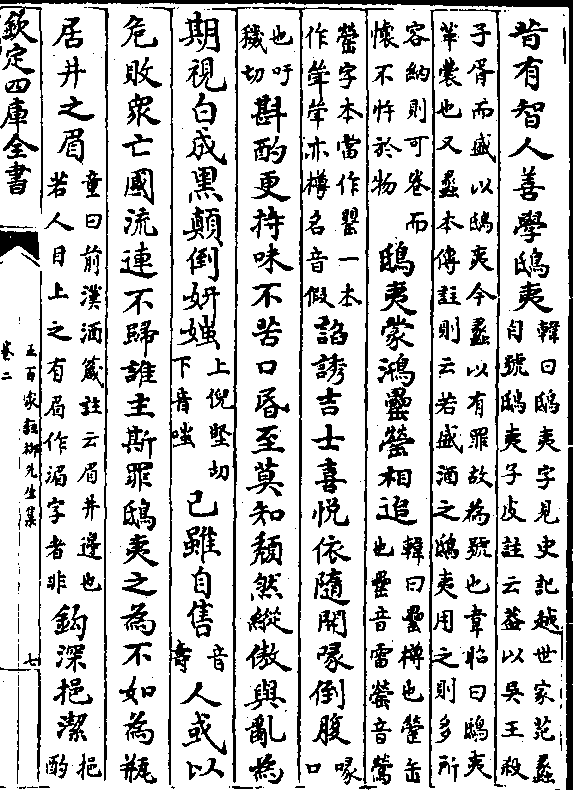 昔有智人善學鴟夷韓曰鴟夷字見史記越世家范蠡自號鴟夷子皮註云蓋以吳王殺
子胥而盛以鴟夷今蠡以有罪故為號也韋昭曰鴟夷革囊也又蠡本傳註則云若盛酒之鴟夷用之則多所
容納則可卷而懷不忤於物鴟夷蒙鴻罍罃相追韓曰罍樽也罃缶也罍音雷罃音鶯
罃字本當作罌一本作犖犖亦樽名音假諂誘吉士喜悅依隨開喙倒腹喙口
也吁穢切斟酌更持味不苦口昏至莫知頹然縱傲與亂為
期視白成黑顛倒妍媸上倪堅切下音嗤己雖自售音壽人或以
危敗眾亡國流連不歸誰主斯罪鴟夷之為不如為瓶
居井之眉童曰前漢酒箴註云眉井邊也若人目上之有眉作湄字者非鈎深挹潔挹酌
欽定四庫全書
卷二
五百家註柳先生集
七